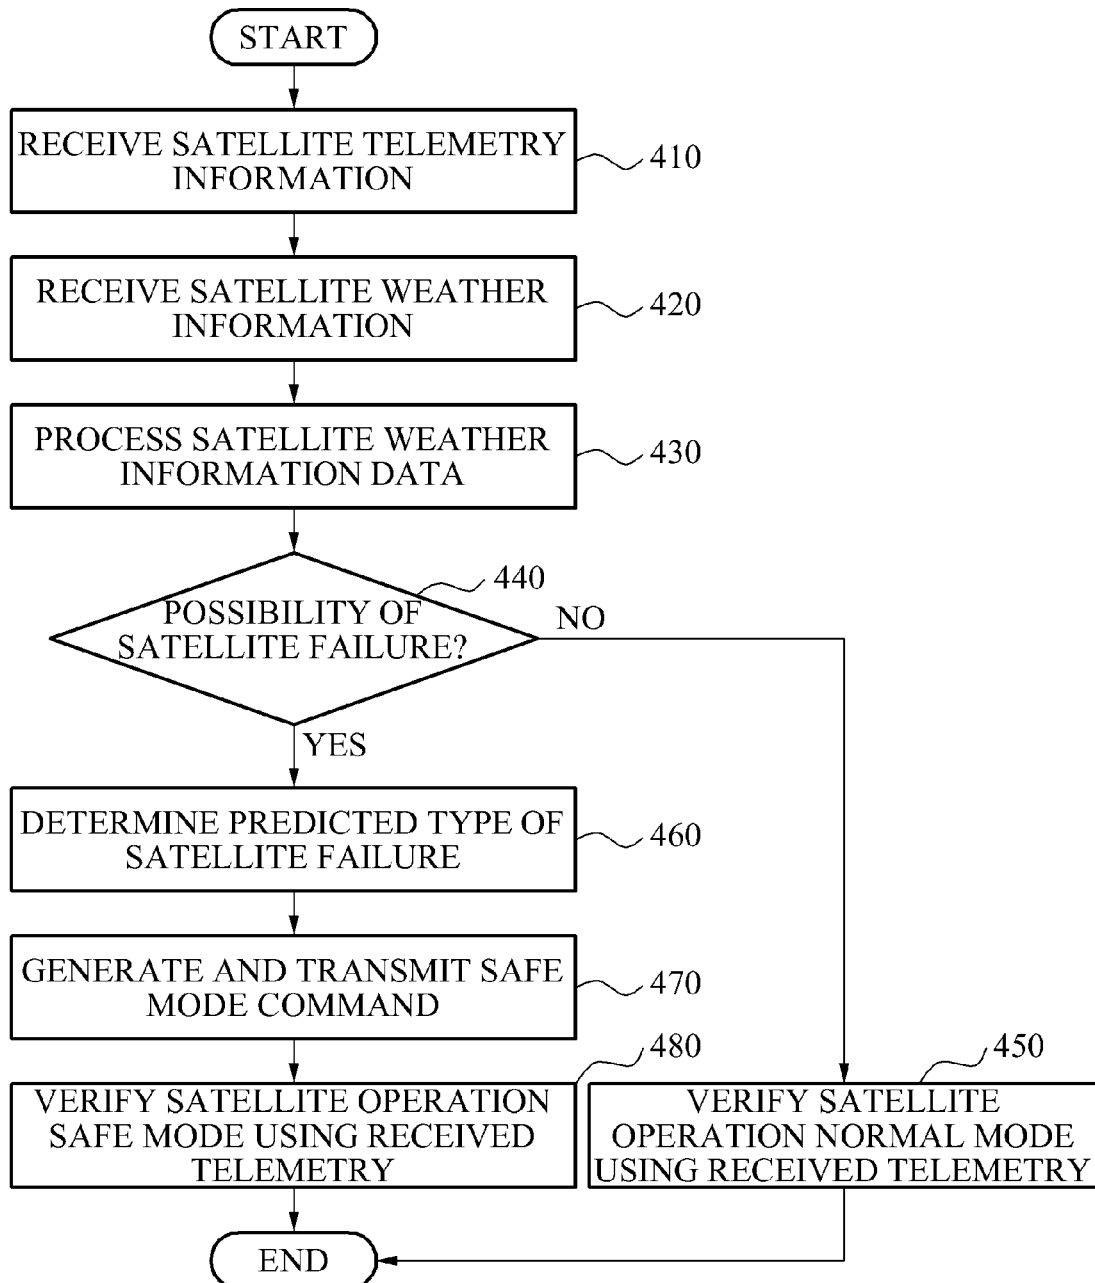 START
RECEIVE SATELLITE TELEMETRY
INFORMATION
410
RECEIVE SATELLITE WEATHER
INFORMATION
420
PROCESS SATELLITE WEATHER
INFORMATION DATA
430
440
POSSIBILITY OF
SATELLITE FAILURE?
NO
YES
DETERMINE PREDICTED TYPE OF
SATELLITE FAILURE
460
GENERATE AND TRANSMIT SAFE
MODE COMMAND
470
480
VERIFY SATELLITE OPERATION
SAFE MODE USING RECEIVED
TELEMETRY
450
VERIFY SATELLITE
OPERATION NORMAL MODE
USING RECEIVED TELEMETRY
END